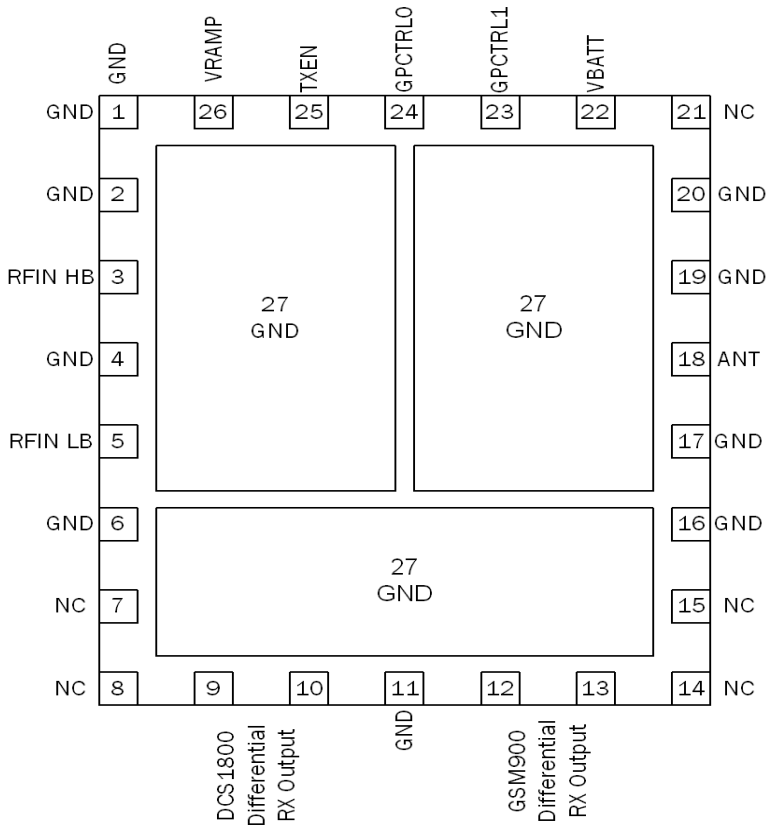 GND
VRAMP
TXEN
GPCTRL0
GPCTRL1
VBATT
GND 1 26 25 24 23 22 21 NC
GND 2 20 GND
RFIN HB 3 19 GND
27
GND
27
GND
GND 4 18 ANT
RFIN LB 5 17 GND
GND 6 16 GND
27
GND
NC 7 15 NC
NC 8 9 10 11 12 13 14 NC
DCS1800
Differential
RX Output
GND
GSM900
Differential
RX Output